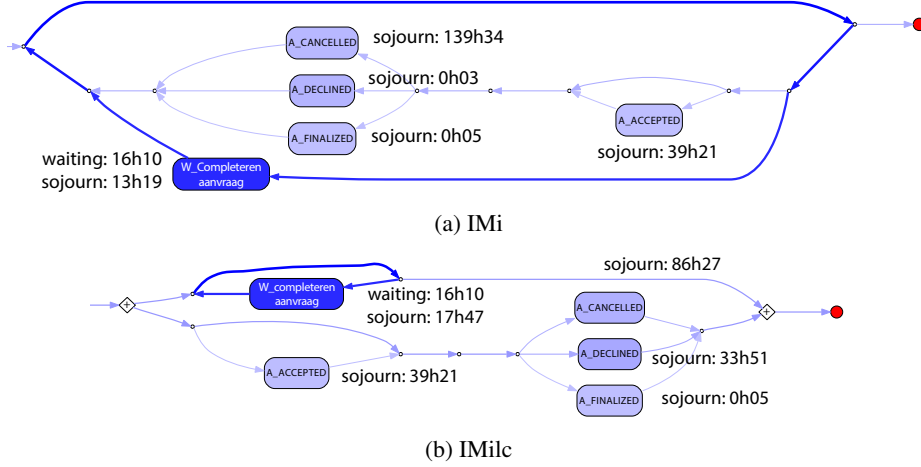 A_CANCELLED
sojourn: 139h34
A_DECLINED
sojourn: 0h03
A_FINALIZED
sojourn: 0h05
A_ACCEPTED
sojourn: 39h21
waiting: 16h10
sojourn: 13h19
W_Completeren
aanvraag
(a) IMi
W_completeren
aanvraag
waiting: 16h10
sojourn: 17h47
sojourn: 86h27
+
+
A_CANCELLED
A_DECLINED
sojourn: 33h51
A_ACCEPTED
sojourn: 39h21
A_FINALIZED
sojourn: 0h05
(b) IMilc